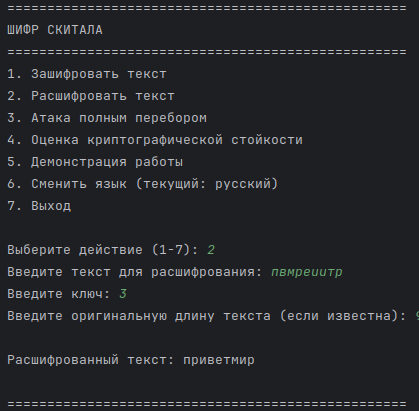 ==================================================
ШИФР СКИТАЛА
==================================================
1. Зашифровать текст
2. Расшифровать текст
3. Атака полным перебором
4. Оценка криптографической стойкости
5. Демонстрация работы
6. Сменить язык (текущий: русский)
7. Выход
Выберите действие (1-7): 2
Введите текст для расшифрования: пвмреиитр
Введите ключ: 3
Введите оригинальную длину текста (если известна): 9
Расшифрованный текст: приветмир
==================================================